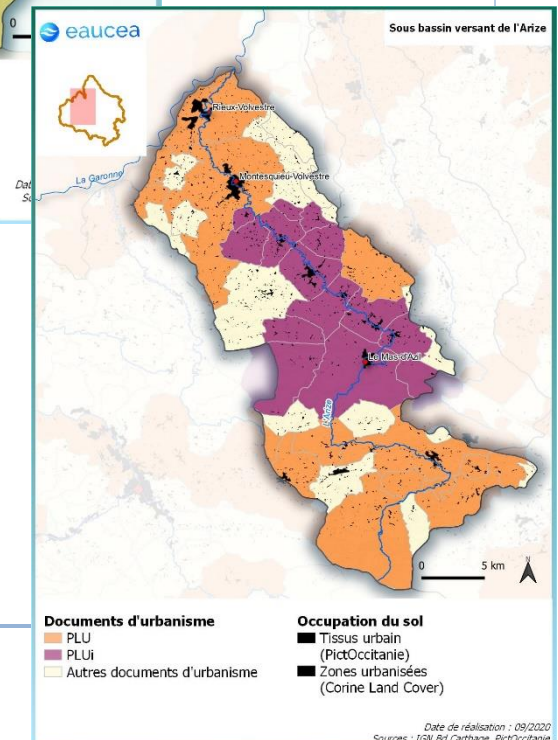 0
eaucea
Sous bassin versant de l'Arize
Rieux-Volvestre
La Garonne
Montesquieu-Volvestre
Le Mas-d'Azil
L'Arize
0 5 km
N
Documents d'urbanisme
PLU
PLUi
Autres documents d'urbanisme
Occupation du sol
Tissus urbain
(PictOccitanie)
Zones urbanisées
(Corine Land Cover)
Date de réalisation : 09/2020
Sources : IGN Bd Carthage, PictOccitanie